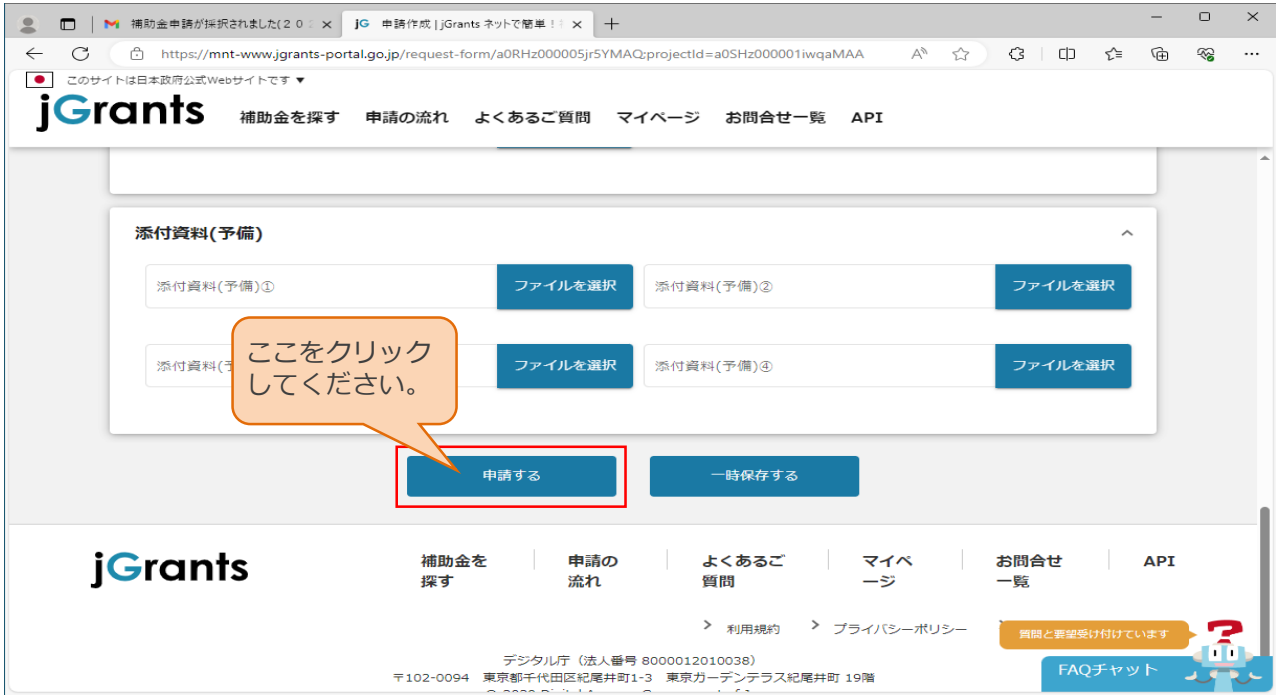 補助金申請が採択されました(２０
jG 申請作成 | jGrants ネットで簡単！
https://mnt-www.jgrants-portal.go.jp/request-form/a0RHz000005jr5YMAQ;projectId=a0SHz000001iwqaMAA
このサイトは日本政府公式Webサイトです ▼
jGrants 補助金を探す 申請の流れ よくあるご質問 マイページ お問合せ一覧 API
添付資料(予備)
添付資料(予備)① ファイルを選択 添付資料(予備)② ファイルを選択
ここをクリック
してください。
添付資料(予 ファイルを選択 添付資料(予備)④ ファイルを選択
申請する 一時保存する
jGrants
補助金を 申請の よくあるご マイペ お問合せ API
探す 流れ 質問 ージ 一覧
利用規約 プライバシーポリシー
質問と要望受け付けています
FAQチャット
デジタル庁（法人番号 8000012010038）
〒102-0094 東京都千代田区紀尾井町1-3 東京ガーデンテラス紀尾井町 19階